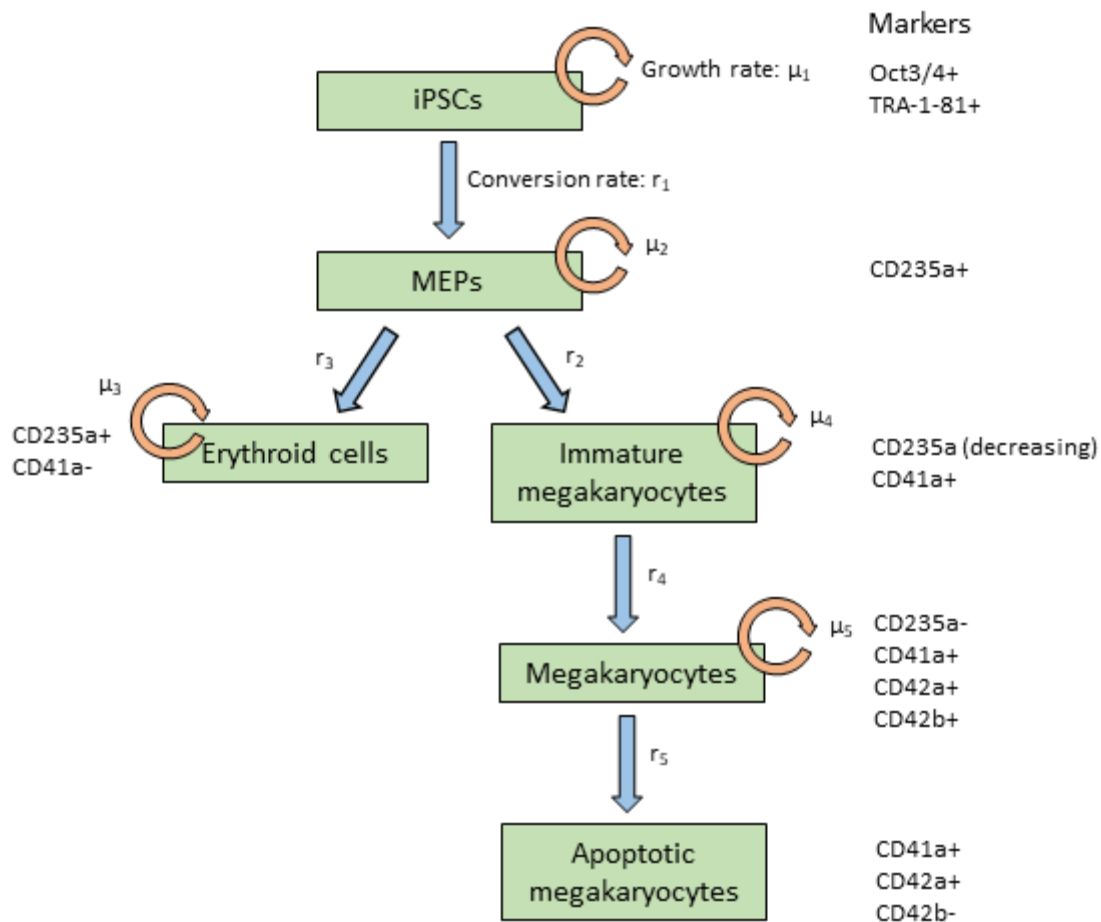 Markers
iPSCs
Growth rate: μ₁
Oct3/4+
TRA-1-81+
Conversion rate: r₁
MEPs
μ₂
CD235a+
r₃
r₂
μ₃
CD235a+
CD41a-
Erythroid cells
Immature
megakaryocytes
μ₄
CD235a (decreasing)
CD41a+
r₄
Megakaryocytes
μ₅
CD235a-
CD41a+
CD42a+
CD42b+
r₅
Apoptotic
megakaryocytes
CD41a+
CD42a+
CD42b-